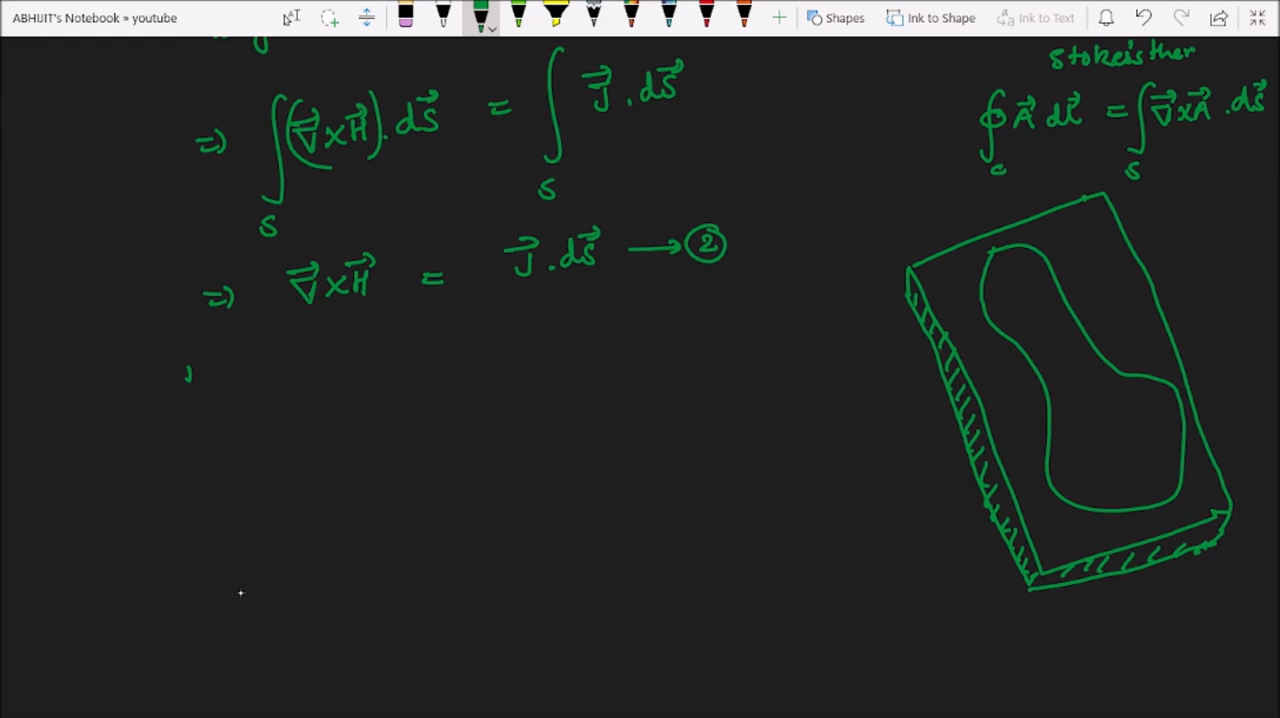 ABHIJIT's Notebook » youtube
Shapes
Ink to Shape
Ink to Text
Stoke's ther
=) ∫ (∇⃗ x H⃗) . dS⃗ = ∫ J⃗ . dS⃗
S S
∮ A⃗ dl⃗ = ∫ ∇⃗ x A⃗ . dS⃗
c s
=) ∇⃗ x H⃗ = J⃗ . dS⃗ → ②